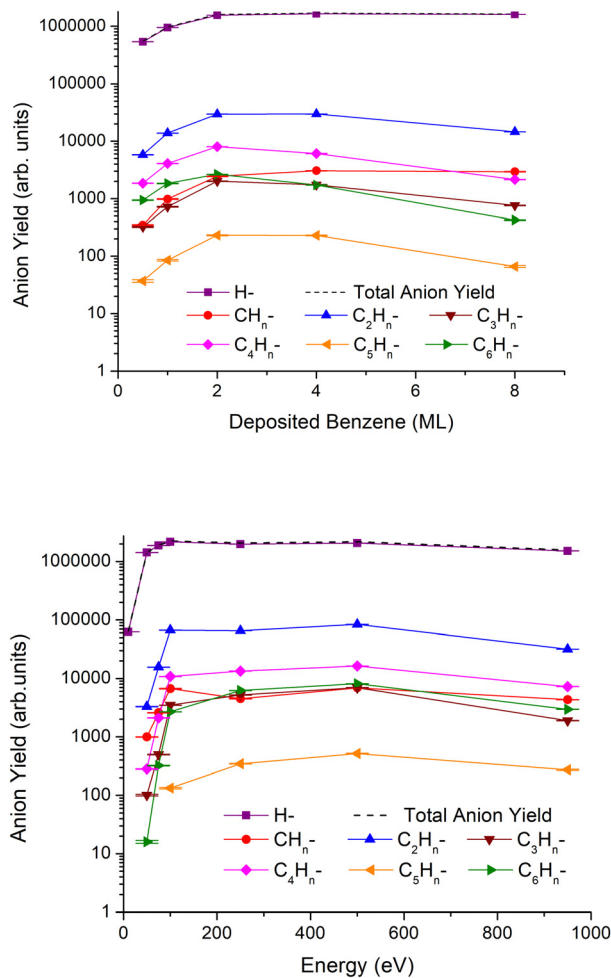 1000000
100000
10000
1000
100
10
1
Anion Yield (arb. units)
H- Total Anion Yield
CHn- C2Hn- C3Hn-
C4Hn- C5Hn- C6Hn-
0 2 4 6 8
Deposited Benzene (ML)
1000000
100000
10000
1000
100
10
1
Anion Yield (arb.units)
H- Total Anion Yield
CHn- C2Hn- C3Hn-
C4Hn- C5Hn- C6Hn-
0 200 400 600 800 1000
Energy (eV)